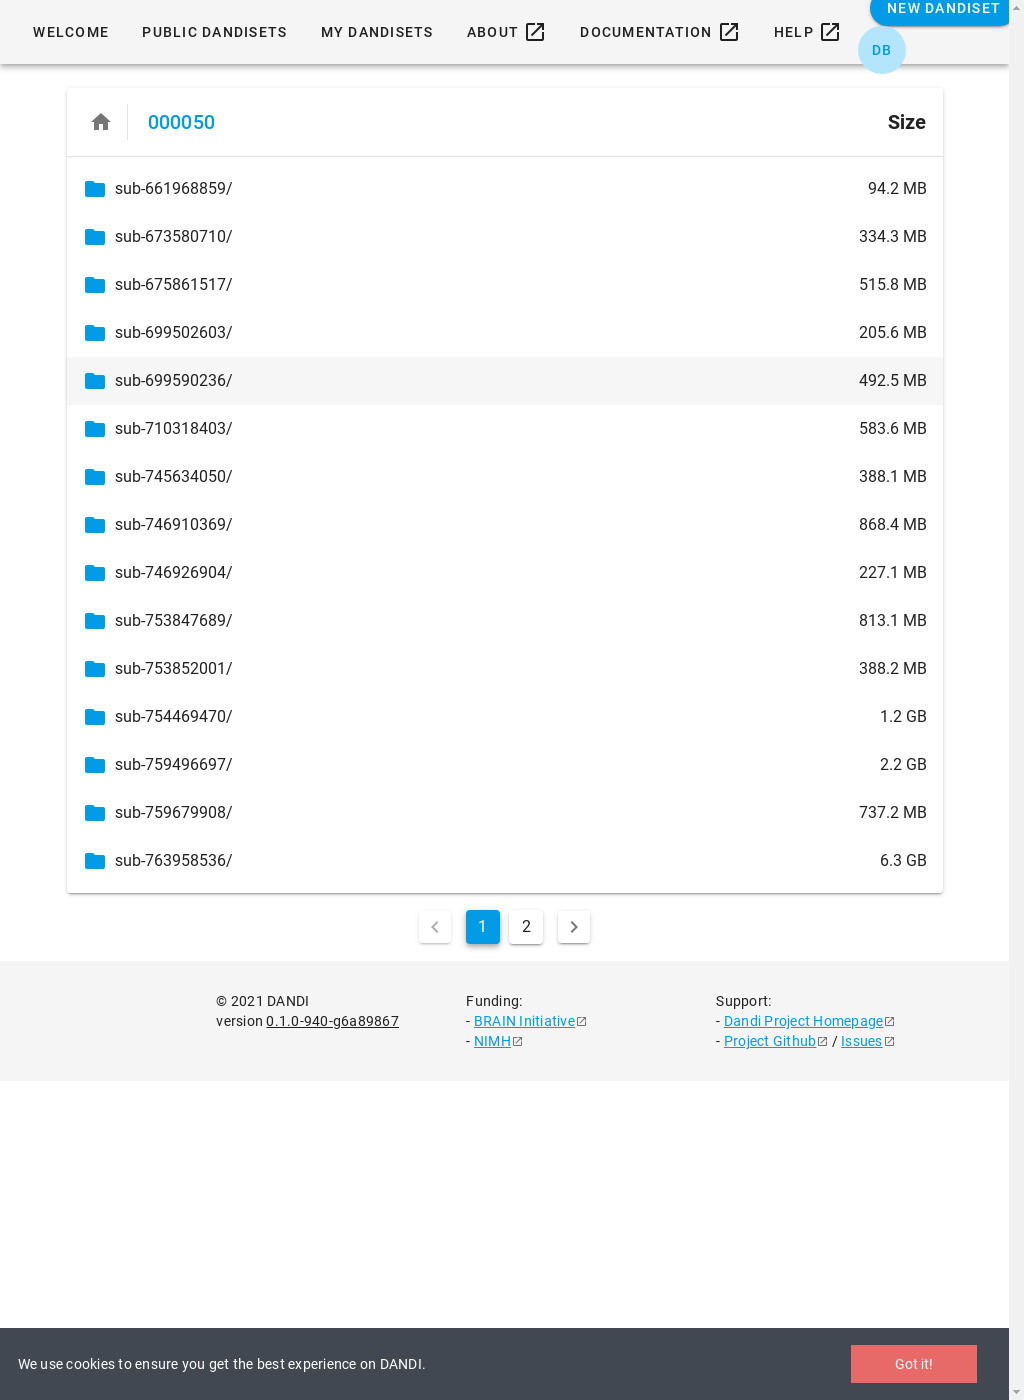 NEW DANDISET
WELCOME PUBLIC DANDISETS MY DANDISETS ABOUT DOCUMENTATION HELP
DB
000050 Size
sub-661968859/ 94.2 MB
sub-673580710/ 334.3 MB
sub-675861517/ 515.8 MB
sub-699502603/ 205.6 MB
sub-699590236/ 492.5 MB
sub-710318403/ 583.6 MB
sub-745634050/ 388.1 MB
sub-746910369/ 868.4 MB
sub-746926904/ 227.1 MB
sub-753847689/ 813.1 MB
sub-753852001/ 388.2 MB
sub-754469470/ 1.2 GB
sub-759496697/ 2.2 GB
sub-759679908/ 737.2 MB
sub-763958536/ 6.3 GB
1 2
© 2021 DANDI
version 0.1.0-940-g6a89867
Funding:
- BRAIN Initiative
- NIMH
Support:
- Dandi Project Homepage
- Project Github / Issues
We use cookies to ensure you get the best experience on DANDI.
Got it!